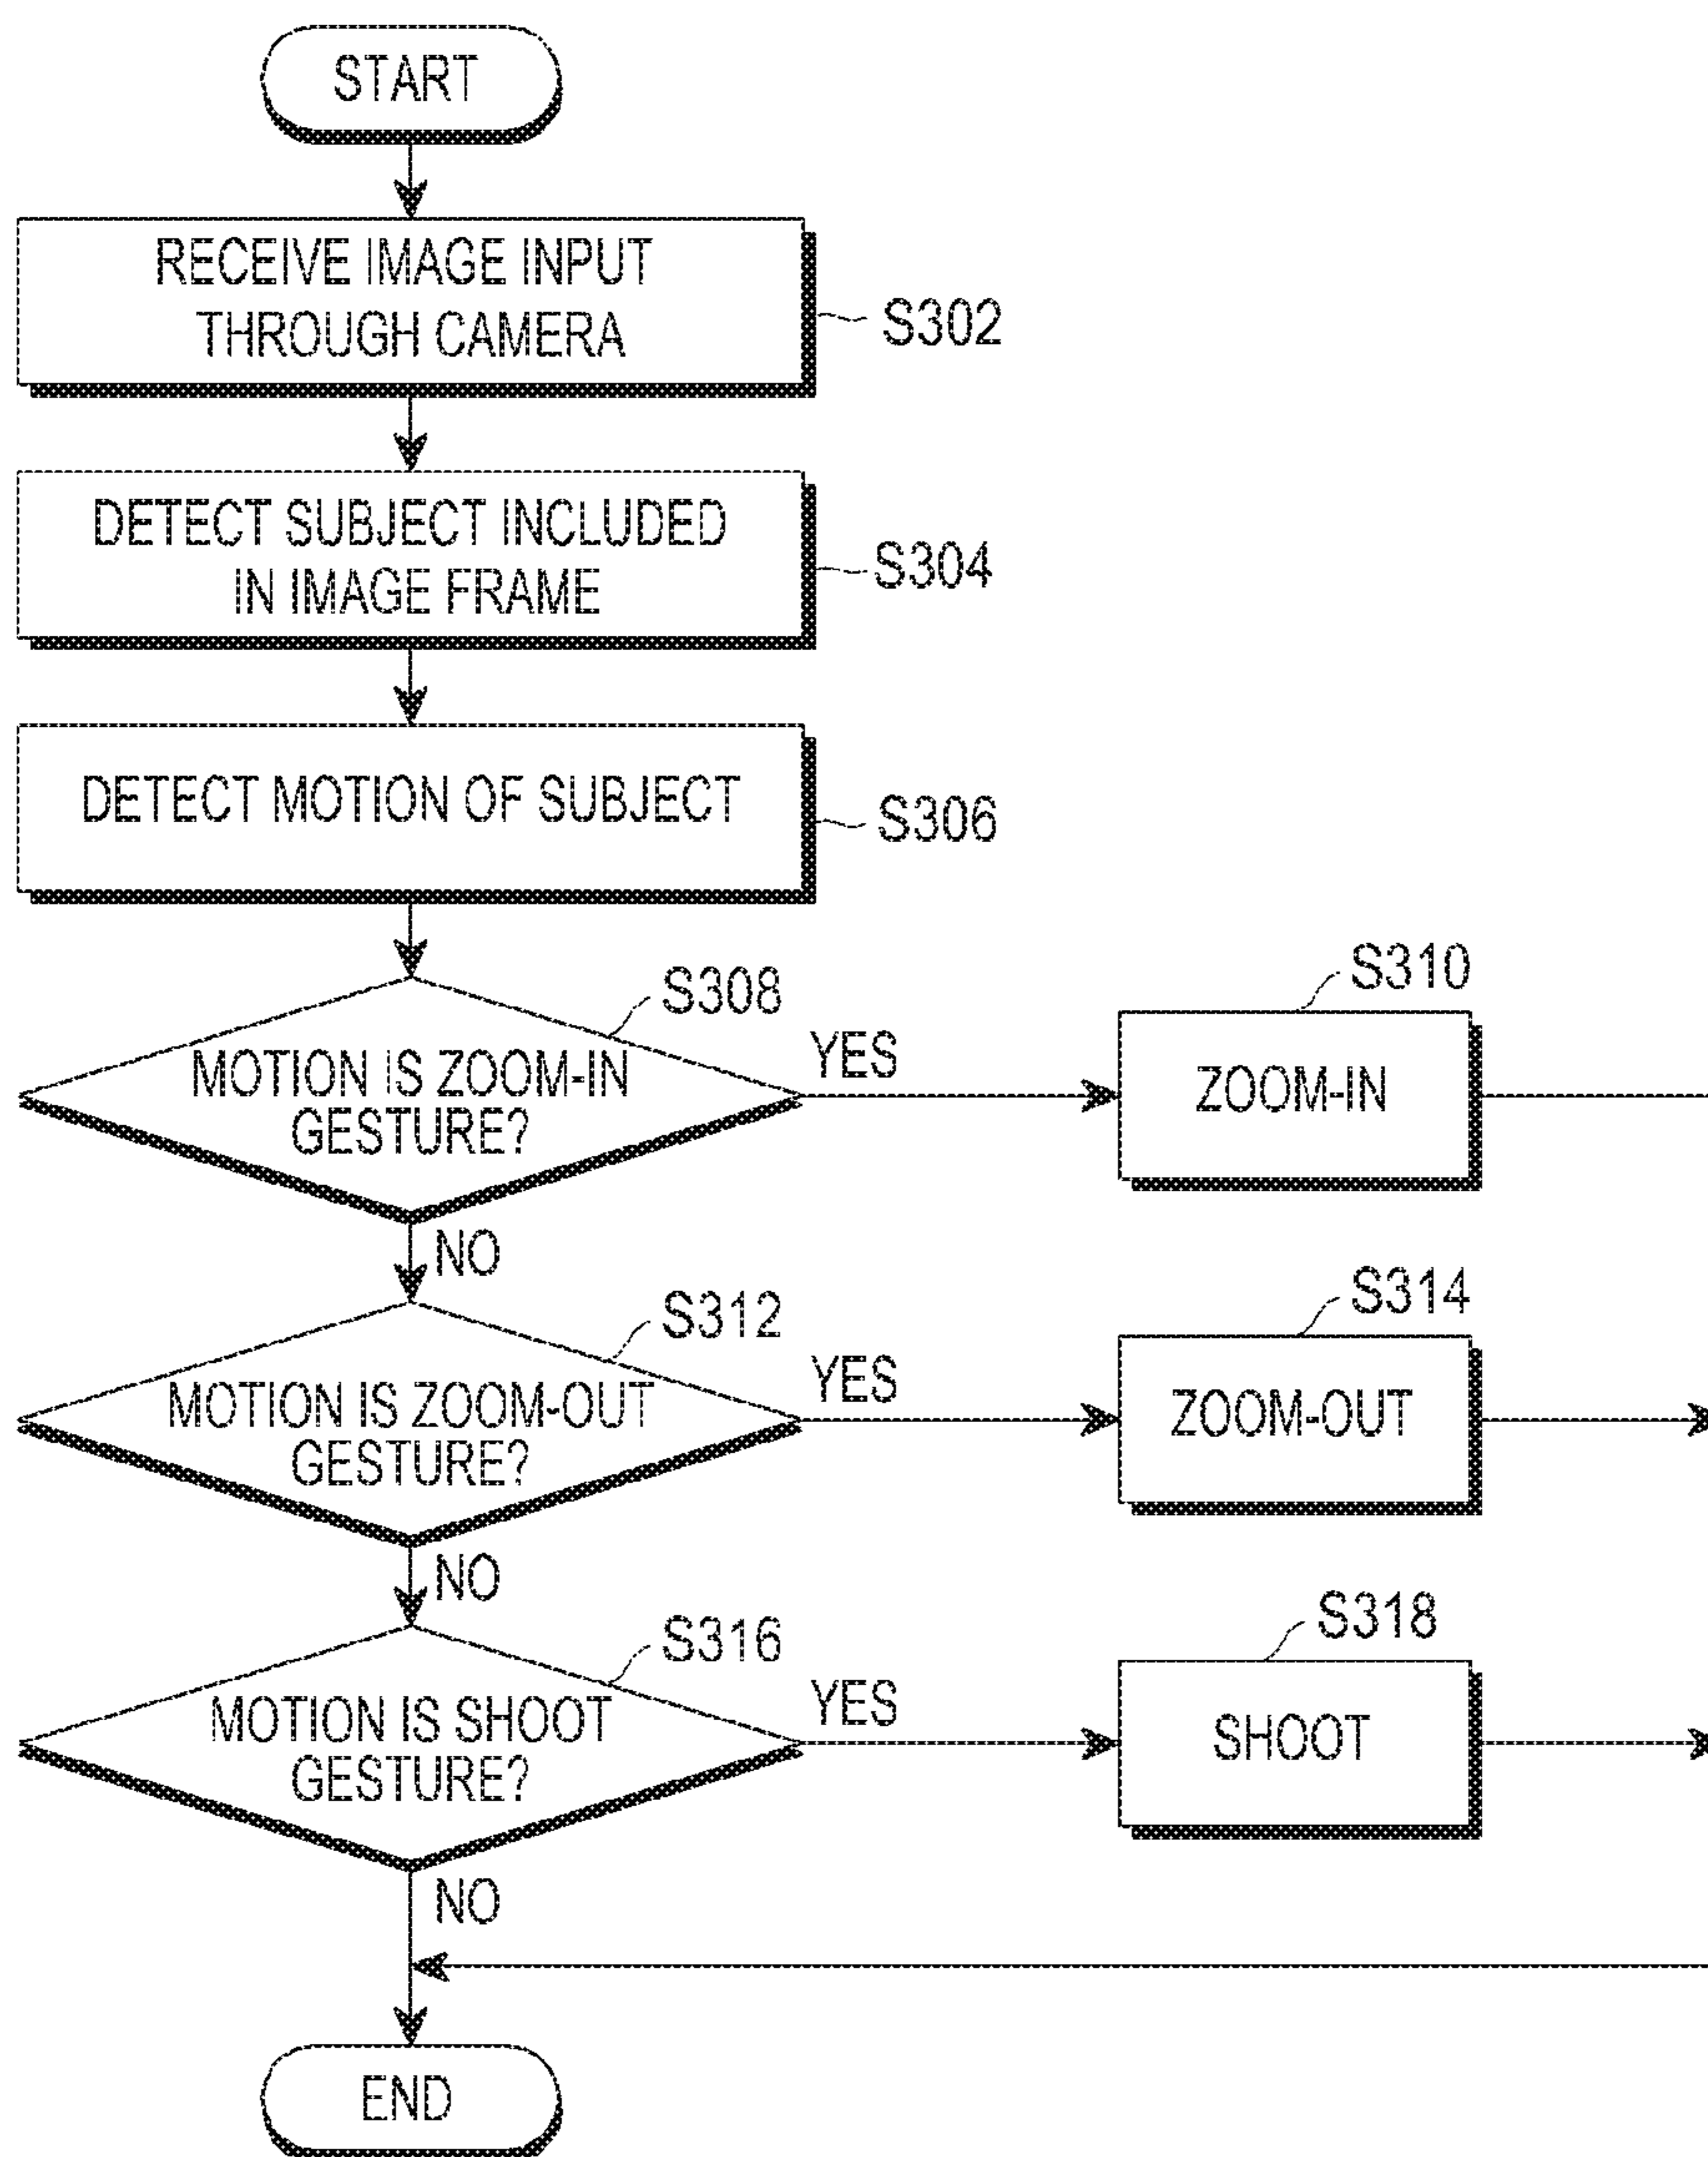 START
RECEIVE IMAGE INPUT
THROUGH CAMERA
S302
DETECT SUBJECT INCLUDED
IN IMAGE FRAME
S304
DETECT MOTION OF SUBJECT
S306
S308
MOTION IS ZOOM-IN
GESTURE?
YES
S310
ZOOM-IN
NO
S312
MOTION IS ZOOM-OUT
GESTURE?
YES
S314
ZOOM-OUT
NO
S316
MOTION IS SHOOT
GESTURE?
YES
S318
SHOOT
NO
END